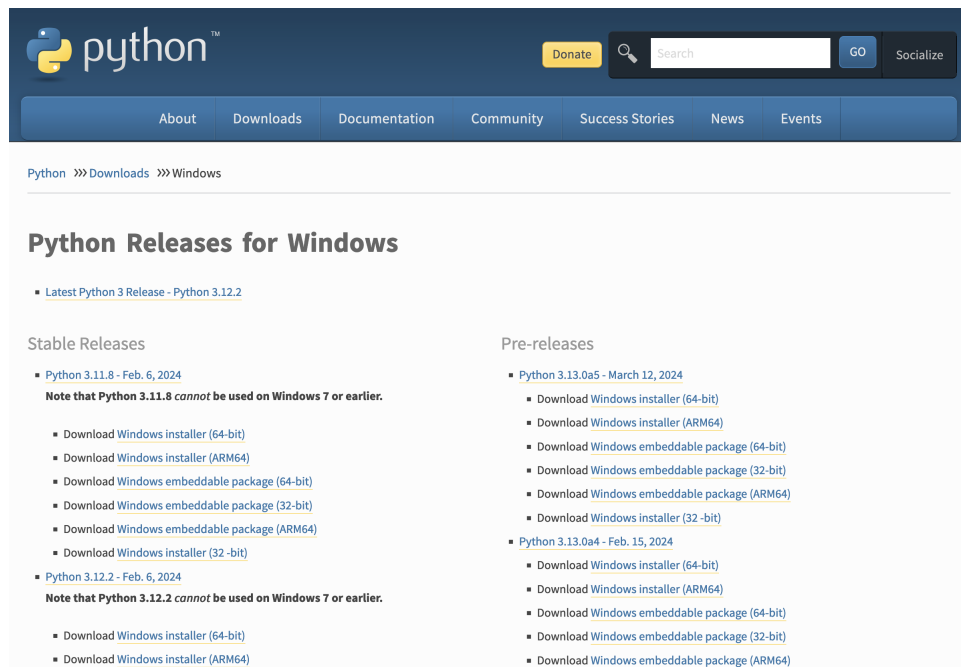 python™
Donate
Search
GO
Socialize
About Downloads Documentation Community Success Stories News Events
Python >>> Downloads >>> Windows
Python Releases for Windows
Latest Python 3 Release - Python 3.12.2
Stable Releases
Python 3.11.8 - Feb. 6, 2024
Note that Python 3.11.8 cannot be used on Windows 7 or earlier.
Download Windows installer (64-bit)
Download Windows installer (ARM64)
Download Windows embeddable package (64-bit)
Download Windows embeddable package (32-bit)
Download Windows embeddable package (ARM64)
Download Windows installer (32 -bit)
Python 3.12.2 - Feb. 6, 2024
Note that Python 3.12.2 cannot be used on Windows 7 or earlier.
Download Windows installer (64-bit)
Download Windows installer (ARM64)
Pre-releases
Python 3.13.0a5 - March 12, 2024
Download Windows installer (64-bit)
Download Windows installer (ARM64)
Download Windows embeddable package (64-bit)
Download Windows embeddable package (32-bit)
Download Windows embeddable package (ARM64)
Download Windows installer (32 -bit)
Python 3.13.0a4 - Feb. 15, 2024
Download Windows installer (64-bit)
Download Windows installer (ARM64)
Download Windows embeddable package (64-bit)
Download Windows embeddable package (32-bit)
Download Windows embeddable package (ARM64)